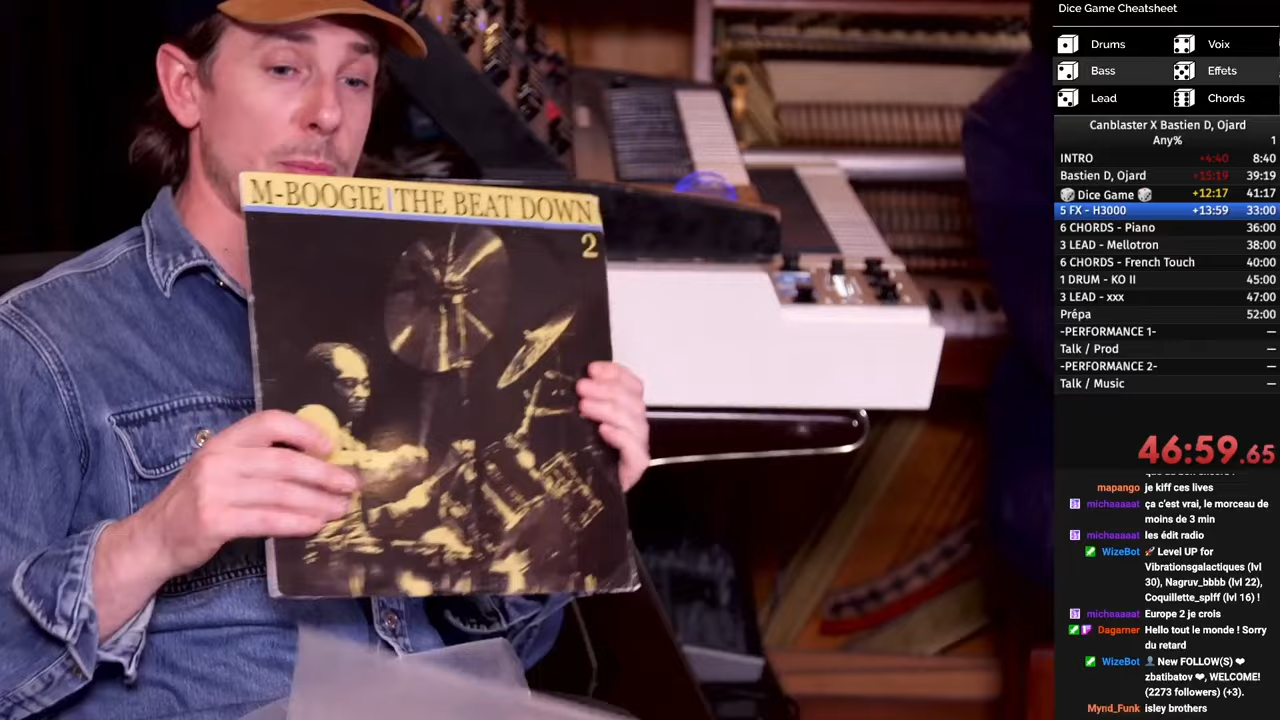 M-BOOGIE THE BEAT DOWN
2
Dice Game Cheatsheet
Drums Voix
Bass Effets
Lead Chords
Canblaster X Bastien D, Ojard
Any% 1
INTRO +4:40 8:40
Bastien D, Ojard +15:19 39:19
Dice Game +12:17 41:17
5 FX - H3000 +13:59 33:00
6 CHORDS - Piano 36:00
3 LEAD - Mellotron 38:00
6 CHORDS - French Touch 40:00
1 DRUM - KO II 45:00
3 LEAD - xxx 47:00
Prépa 52:00
-PERFORMANCE 1- —
Talk / Prod —
-PERFORMANCE 2- —
Talk / Music —
46:59.65
mapango je kiff ces lives
michaaaaat ça c'est vrai, le morceau de
moins de 3 min
michaaaaat les édit radio
WizeBot 🚀 Level UP for
Vibrationsgalactiques (lvl
30), Nagruv_bbbb (lvl 22),
Coquillette_spiff (lvl 16) !
michaaaaat Europe 2 je crois
Dagarner Hello tout le monde ! Sorry
du retard
WizeBot 👤 New FOLLOW(S) ❤
zbatibatov ❤, WELCOME!
(2273 followers) (+3).
Mynd_Funk isley brothers